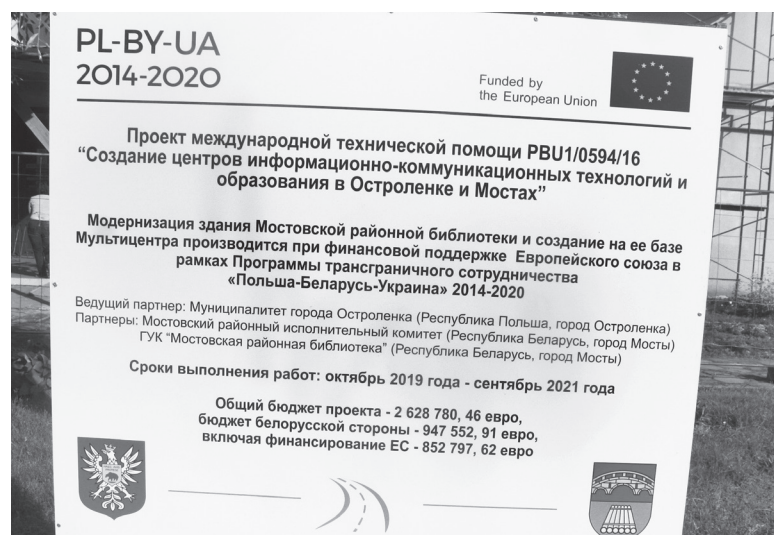 PL-BY-UA
2014-2020
Funded by
the European Union
Проект международной технической помощи PBU1/0594/16
“Создание центров информационно-коммуникационных технологий и
образования в Остроленке и Мостах”
Модернизация здания Мостовской районной библиотеки и создание на ее базе
Мультицентра производится при финансовой поддержке Европейского союза в
рамках Программы трансграничного сотрудничества
«Польша-Беларусь-Украина» 2014-2020
Ведущий партнер: Муниципалитет города Остроленка (Республика Польша, город Остроленка)
Партнеры: Мостовский районный исполнительный комитет (Республика Беларусь, город Мосты)
ГУК “Мостовская районная библиотека” (Республика Беларусь, город Мосты)
Сроки выполнения работ: октябрь 2019 года - сентябрь 2021 года
Общий бюджет проекта - 2 628 780, 46 евро,
бюджет белорусской стороны - 947 552, 91 евро,
включая финансирование ЕС - 852 797, 62 евро